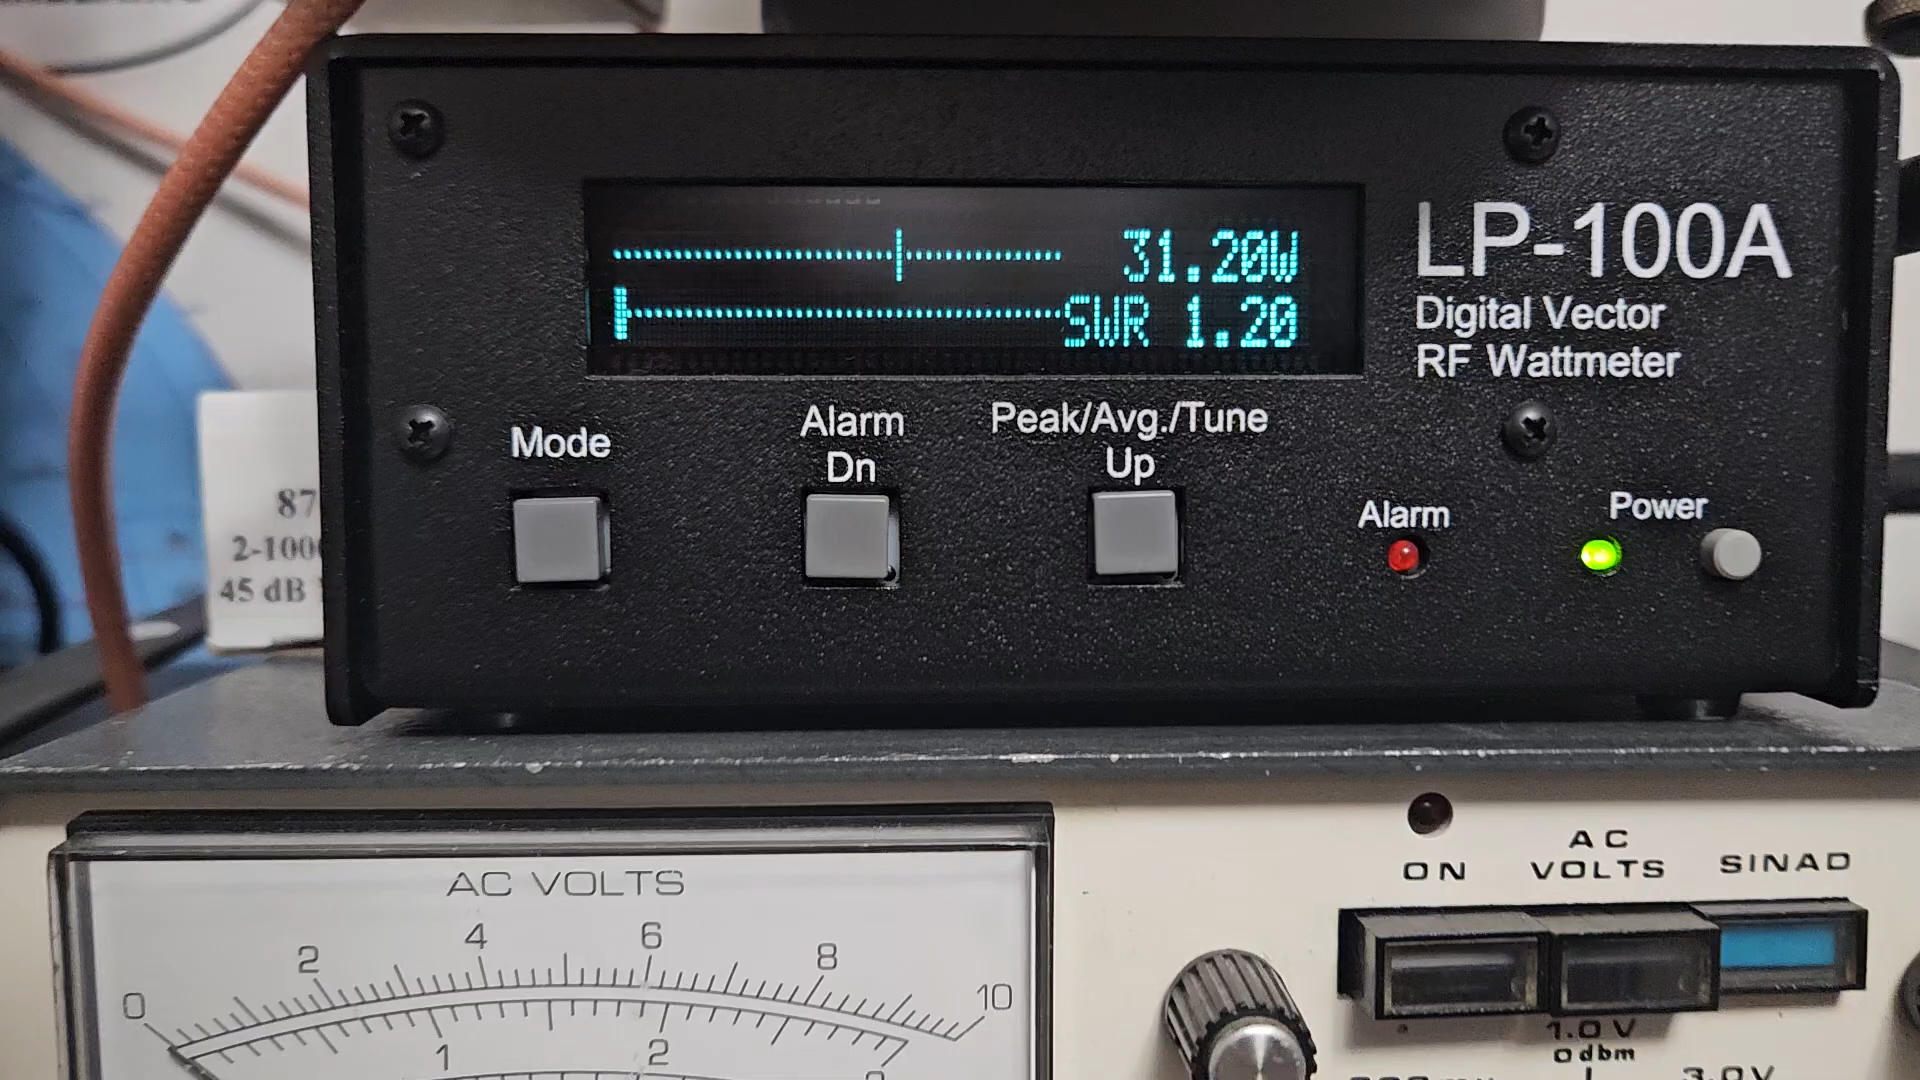 31.20W
SWR 1.20
LP-100A
Digital Vector
RF Wattmeter
Mode
Alarm
Dn
Peak/Avg./Tune
Up
Alarm
Power
87
2-100
45 dB
AC VOLTS
0 2 4 6 8 10
1 2
ON
AC
VOLTS
SINAD
1.0 V
0 dbm
3.0V